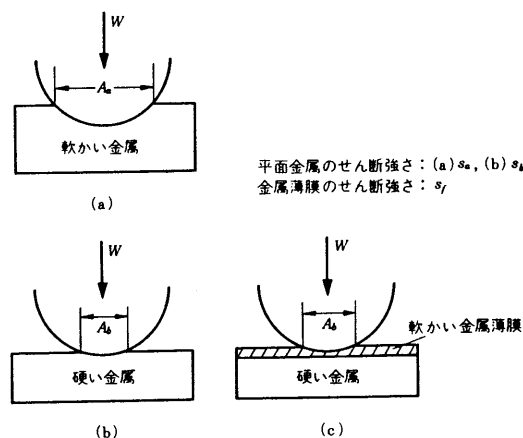 W
Aa
軟かい金属
(a)
平面金属のせん断強さ：(a) sa , (b) sb
金属薄膜のせん断強さ： sf
W
Ab
硬い金属
(b)
W
Ab
軟かい金属薄膜
硬い金属
(c)